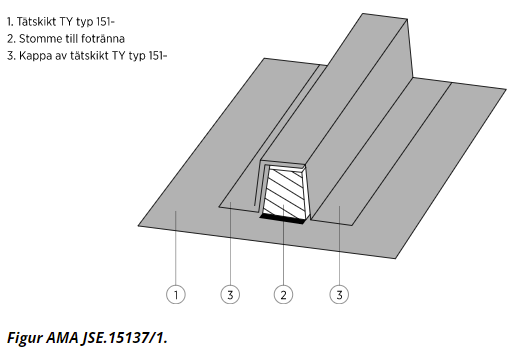 1. Tätskikt TY typ 151-
2. Stomme till fotränna
3. Kappa av tätskikt TY typ 151-
1 3 2 3
Figur AMA JSE.15137/1.